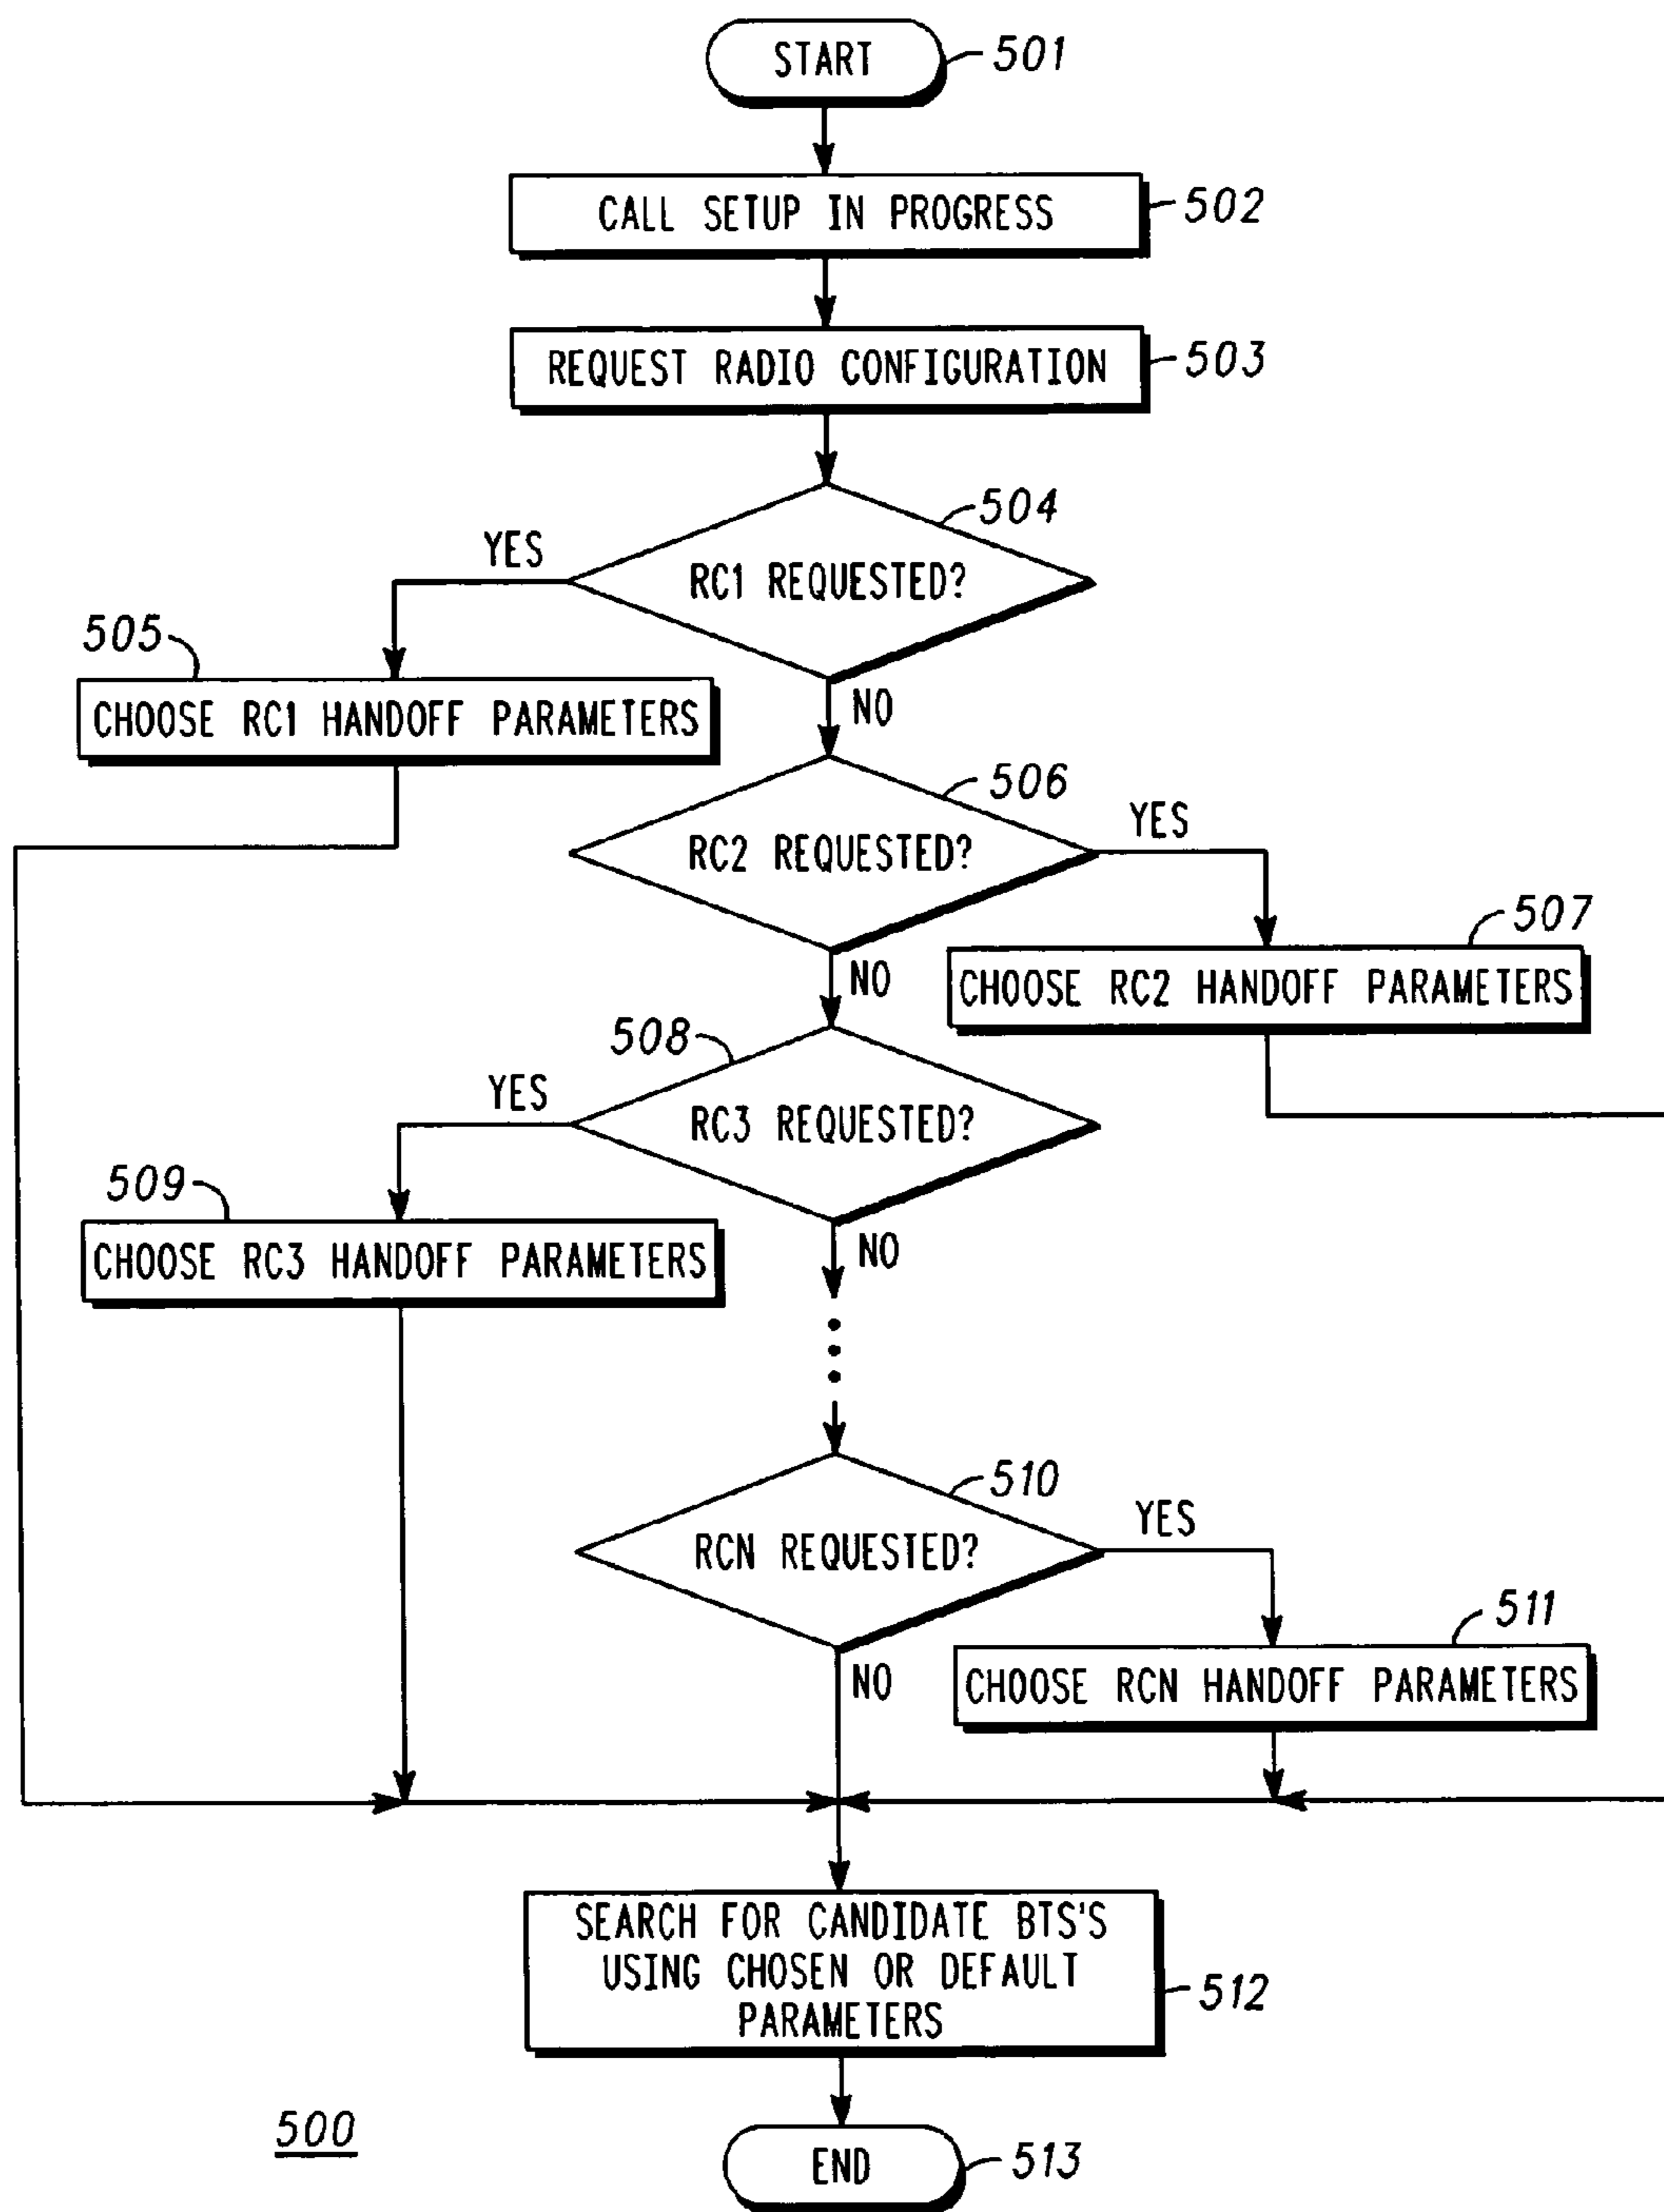 START
501
CALL SETUP IN PROGRESS
502
REQUEST RADIO CONFIGURATION
503
504
YES
RC1 REQUESTED?
505
CHOOSE RC1 HANDOFF PARAMETERS
NO
506
YES
RC2 REQUESTED?
507
NO
CHOOSE RC2 HANDOFF PARAMETERS
508
YES
RC3 REQUESTED?
509
NO
CHOOSE RC3 HANDOFF PARAMETERS
510
YES
RCN REQUESTED?
511
NO
CHOOSE RCN HANDOFF PARAMETERS
SEARCH FOR CANDIDATE BTS'S
USING CHOSEN OR DEFAULT
PARAMETERS
512
500
END
513